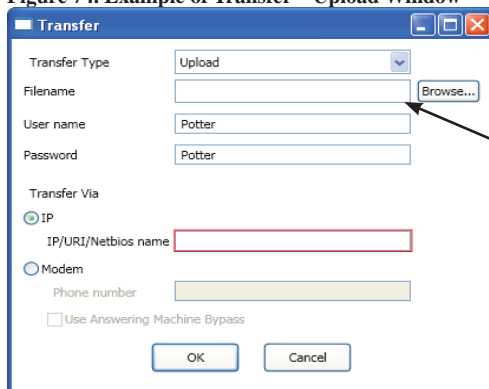 Figure 74. Example of Transfer – Upload Window
Transfer
Transfer Type Upload
Filename Browse...
User name Potter
Password Potter
Transfer Via
IP
IP/URI/Netbios name
Modem
Phone number
Use Answering Machine Bypass
OK Cancel